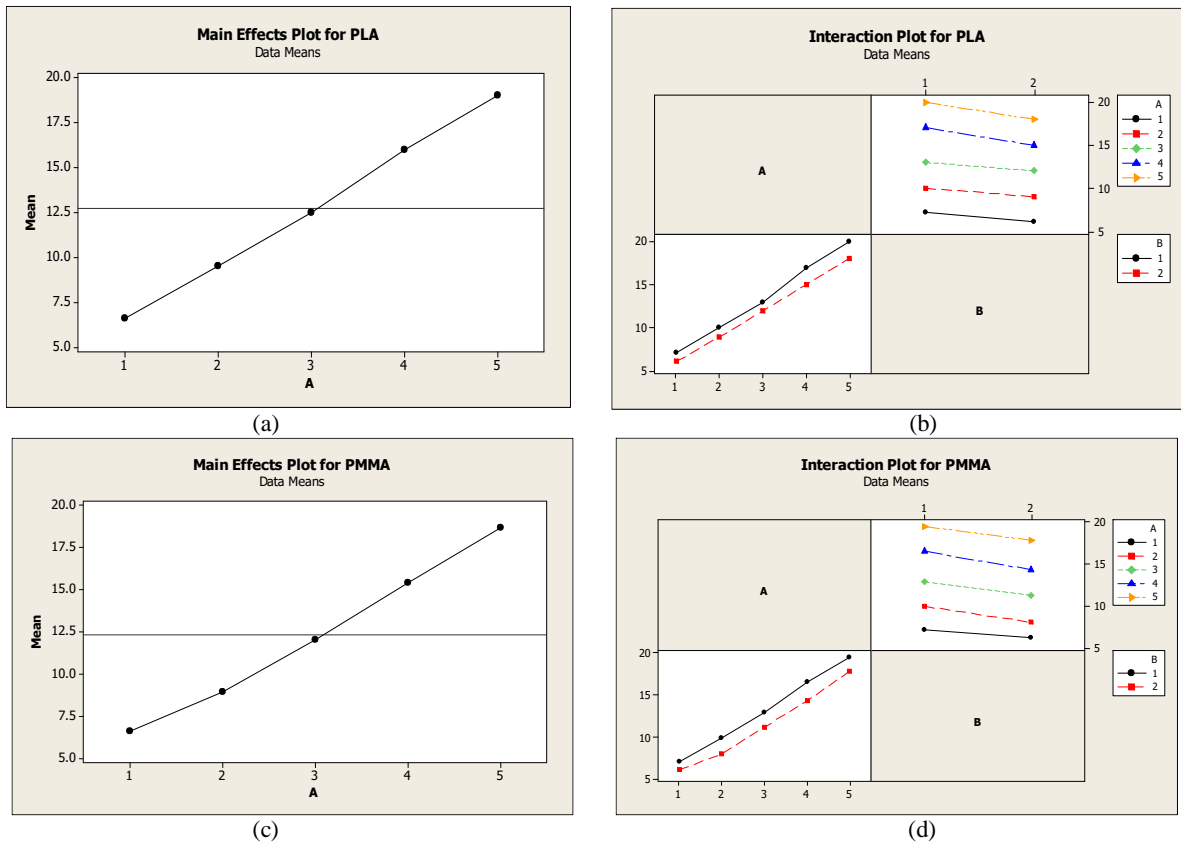 Main Effects Plot for PLA
Data Means
20.0
17.5
15.0
12.5
10.0
7.5
5.0
Mean
1 2 3 4 5
A
(a)
Interaction Plot for PLA
Data Means
1 2
A
20
15
10
5
A
1
2
3
4
5
20
15
10
5
1 2 3 4 5
B
B
1
2
(b)
Main Effects Plot for PMMA
Data Means
20.0
17.5
15.0
12.5
10.0
7.5
5.0
Mean
1 2 3 4 5
A
(c)
Interaction Plot for PMMA
Data Means
1 2
A
20
15
10
5
A
1
2
3
4
5
20
15
10
5
1 2 3 4 5
B
B
1
2
(d)